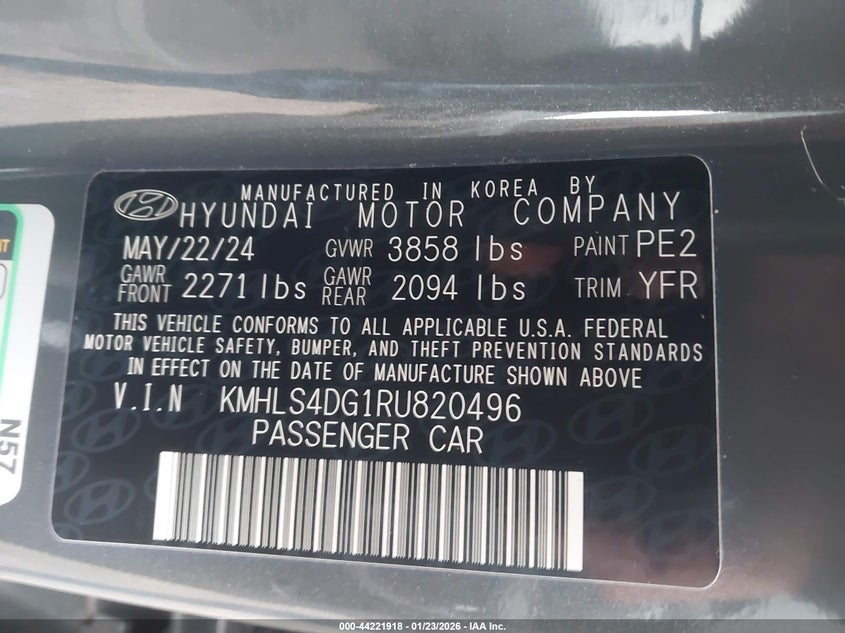 MANUFACTURED IN KOREA BY
HYUNDAI MOTOR COMPANY
MAY/22/24 GVWR 3858 lbs PAINT PE2
GAWR FRONT 2271 lbs GAWR REAR 2094 lbs TRIM YFR
THIS VEHICLE CONFORMS TO ALL APPLICABLE U.S.A. FEDERAL
MOTOR VEHICLE SAFETY, BUMPER, AND THEFT PREVENTION STANDARDS
IN EFFECT ON THE DATE OF MANUFACTURE SHOWN ABOVE
V.I.N KMHLS4DG1RU820496
PASSENGER CAR
N57
000-44221918 - 01/23/2026 - IAA Inc.